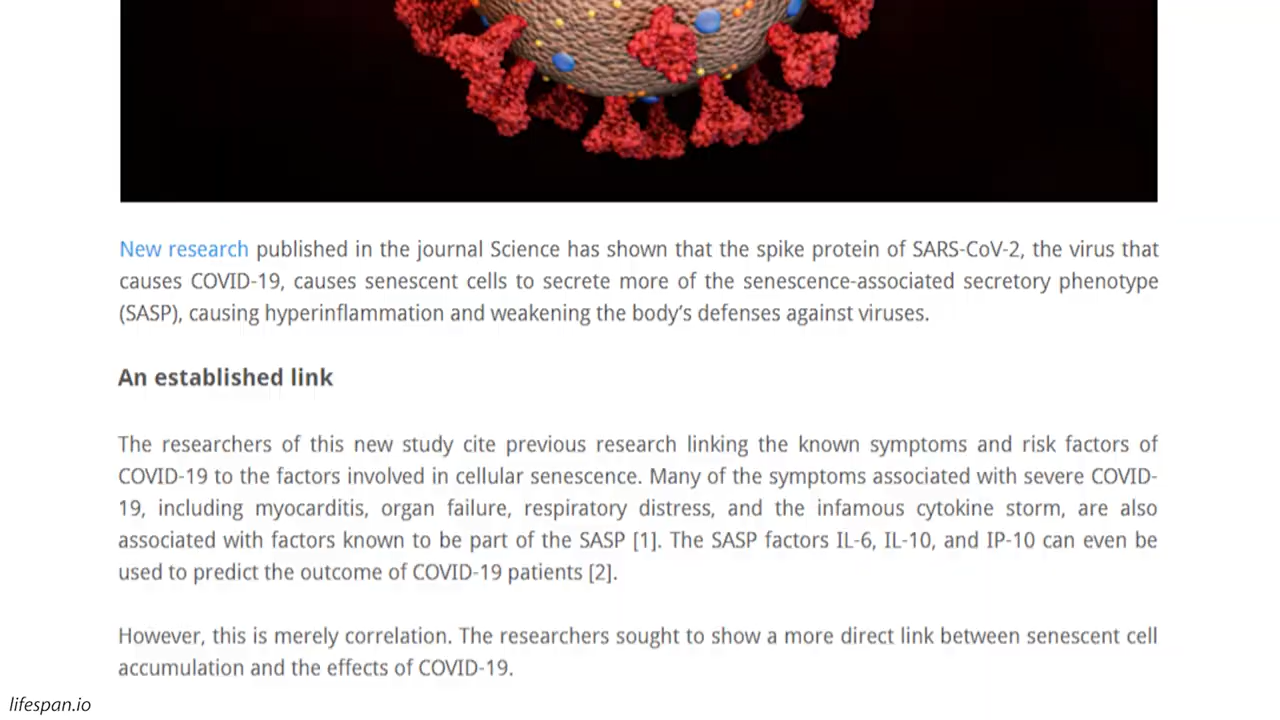 New research published in the journal Science has shown that the spike protein of SARS-CoV-2, the virus that
causes COVID-19, causes senescent cells to secrete more of the senescence-associated secretory phenotype
(SASP), causing hyperinflammation and weakening the body’s defenses against viruses.
An established link
The researchers of this new study cite previous research linking the known symptoms and risk factors of
COVID-19 to the factors involved in cellular senescence. Many of the symptoms associated with severe COVID-
19, including myocarditis, organ failure, respiratory distress, and the infamous cytokine storm, are also
associated with factors known to be part of the SASP [1]. The SASP factors IL-6, IL-10, and IP-10 can even be
used to predict the outcome of COVID-19 patients [2].
However, this is merely correlation. The researchers sought to show a more direct link between senescent cell
accumulation and the effects of COVID-19.
lifespan.io